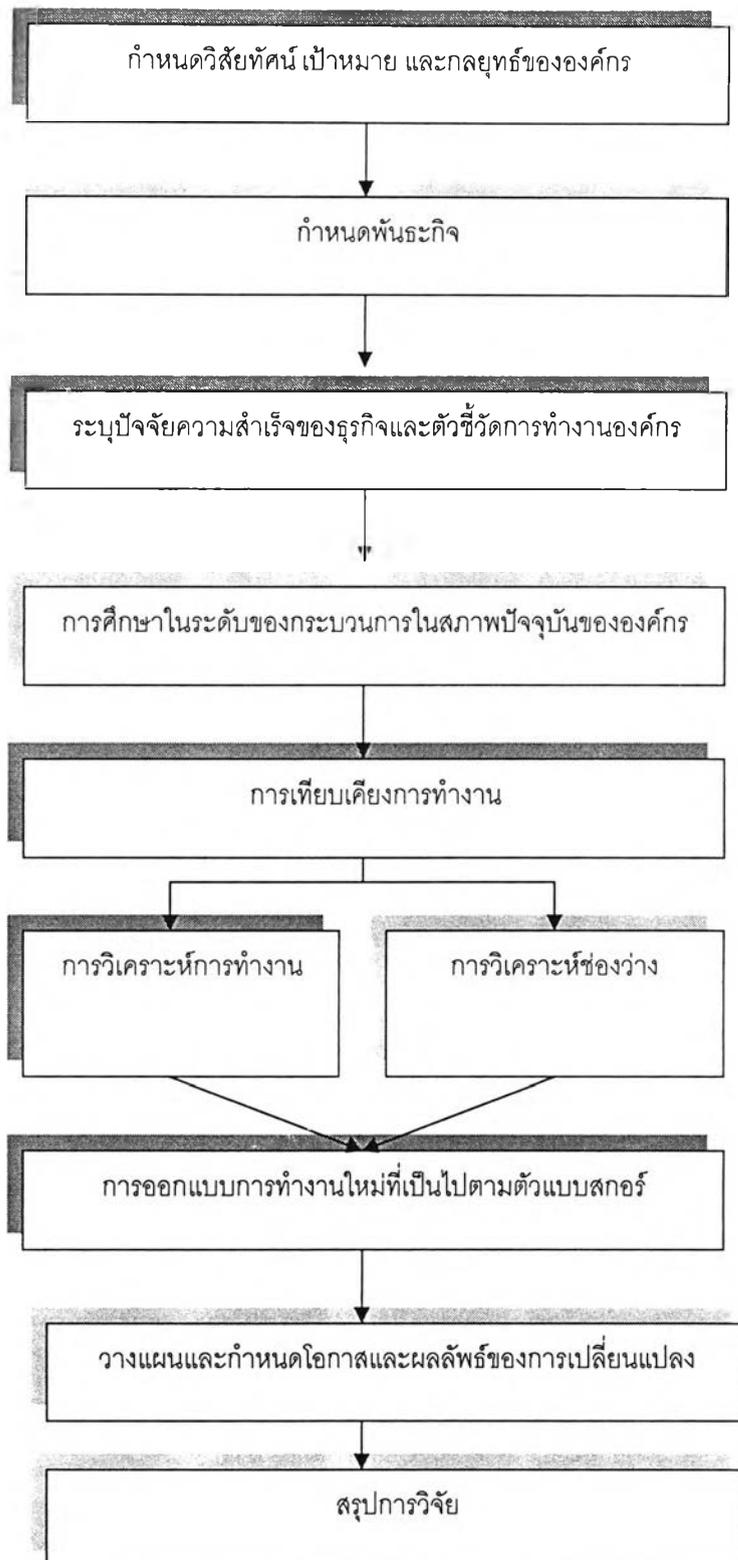 กำหนดวิสัยทัศน์ เป้าหมาย และกลยุทธ์ขององค์กร
กำหนดพันธะกิจ
ระบุปัจจัยความสำเร็จของธุรกิจและตัวชี้วัดการทำงานองค์กร
การศึกษาในระดับของกระบวนการในสภาพปัจจุบันขององค์กร
การเทียบเคียงการทำงาน
การวิเคราะห์การทำงาน
การวิเคราะห์ช่องว่าง
การออกแบบการทำงานใหม่ที่เป็นไปตามตัวแบบสกอร์
วางแผนและกำหนดโอกาสและผลลัพธ์ของการเปลี่ยนแปลง
สรุปการวิจัย